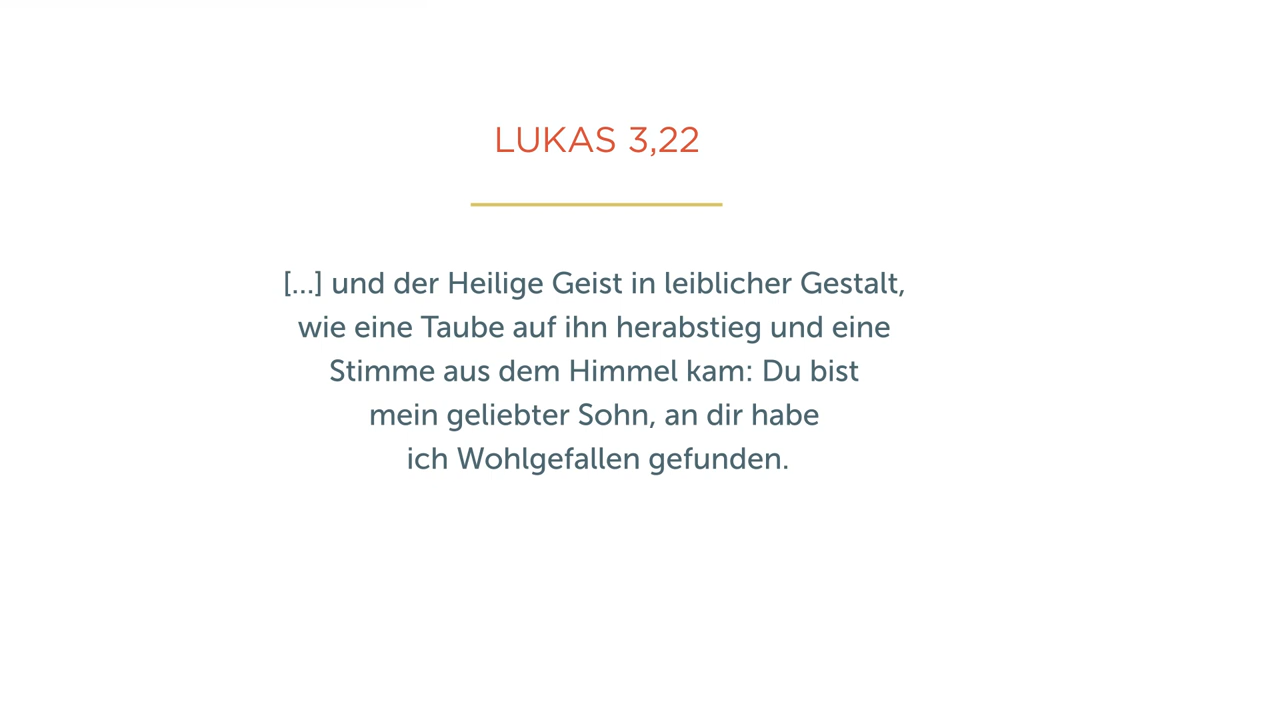 LUKAS 3,22
[...] und der Heilige Geist in leiblicher Gestalt,
wie eine Taube auf ihn herabstieg und eine
Stimme aus dem Himmel kam: Du bist
mein geliebter Sohn, an dir habe
ich Wohlgefallen gefunden.